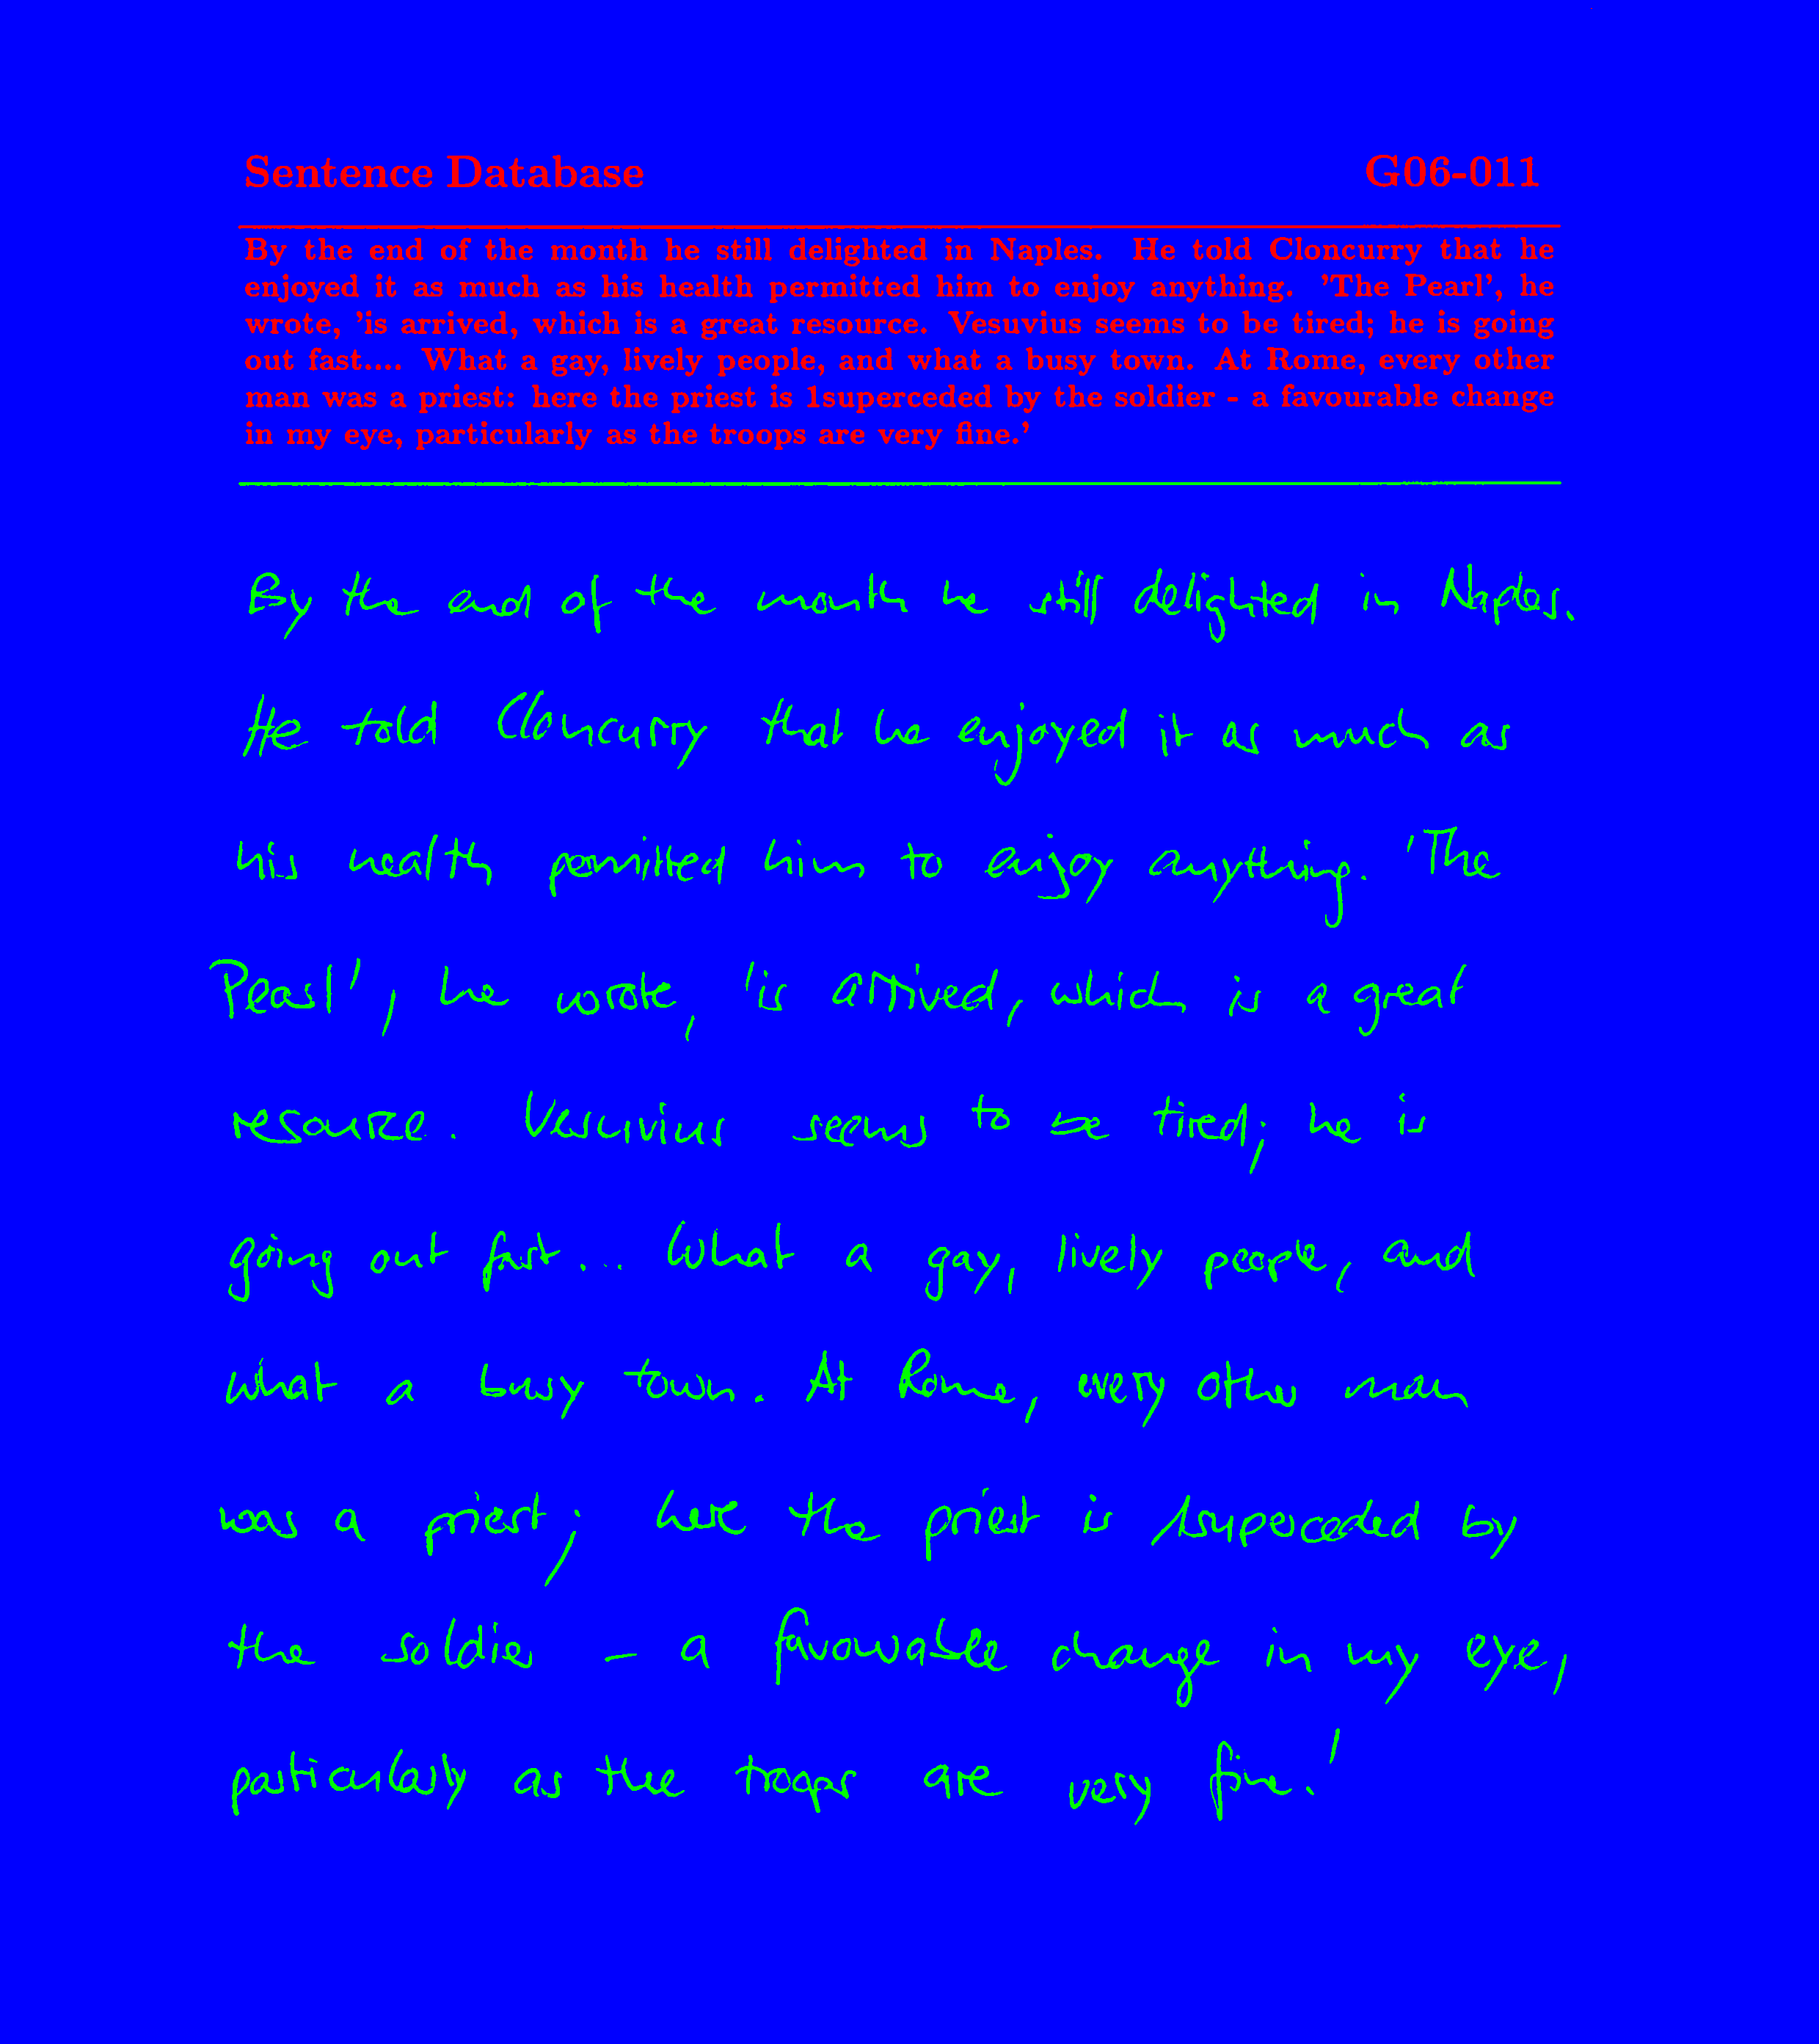 Sentence Database G06-011
By the end of the month he still delighted in Naples. He told Cloncurry that he
enjoyed it as much as his health permitted him to enjoy anything. 'The Pearl', he
wrote, 'is arrived, which is a great resource. Vesuvius seems to be tired; he is going
out fast.... What a gay, lively people, and what a busy town. At Rome, every other
man was a priest: here the priest is 1superceded by the soldier - a favourable change
in my eye, particularly as the troops are very fine.'
By the end of the month he still delighted in Naples.
He told Cloncurry that he enjoyed it as much as
his health permitted him to enjoy anything. 'The
Pearl', he wrote, 'is arrived, which is a great
resource. Vesuvius seems to be tired; he is
going out fast... What a gay, lively people, and
what a busy town. At Rome, every other man
was a priest; here the priest is 1superceded by
the soldier - a favourable change in my eye,
particularly as the troops are very fine.'